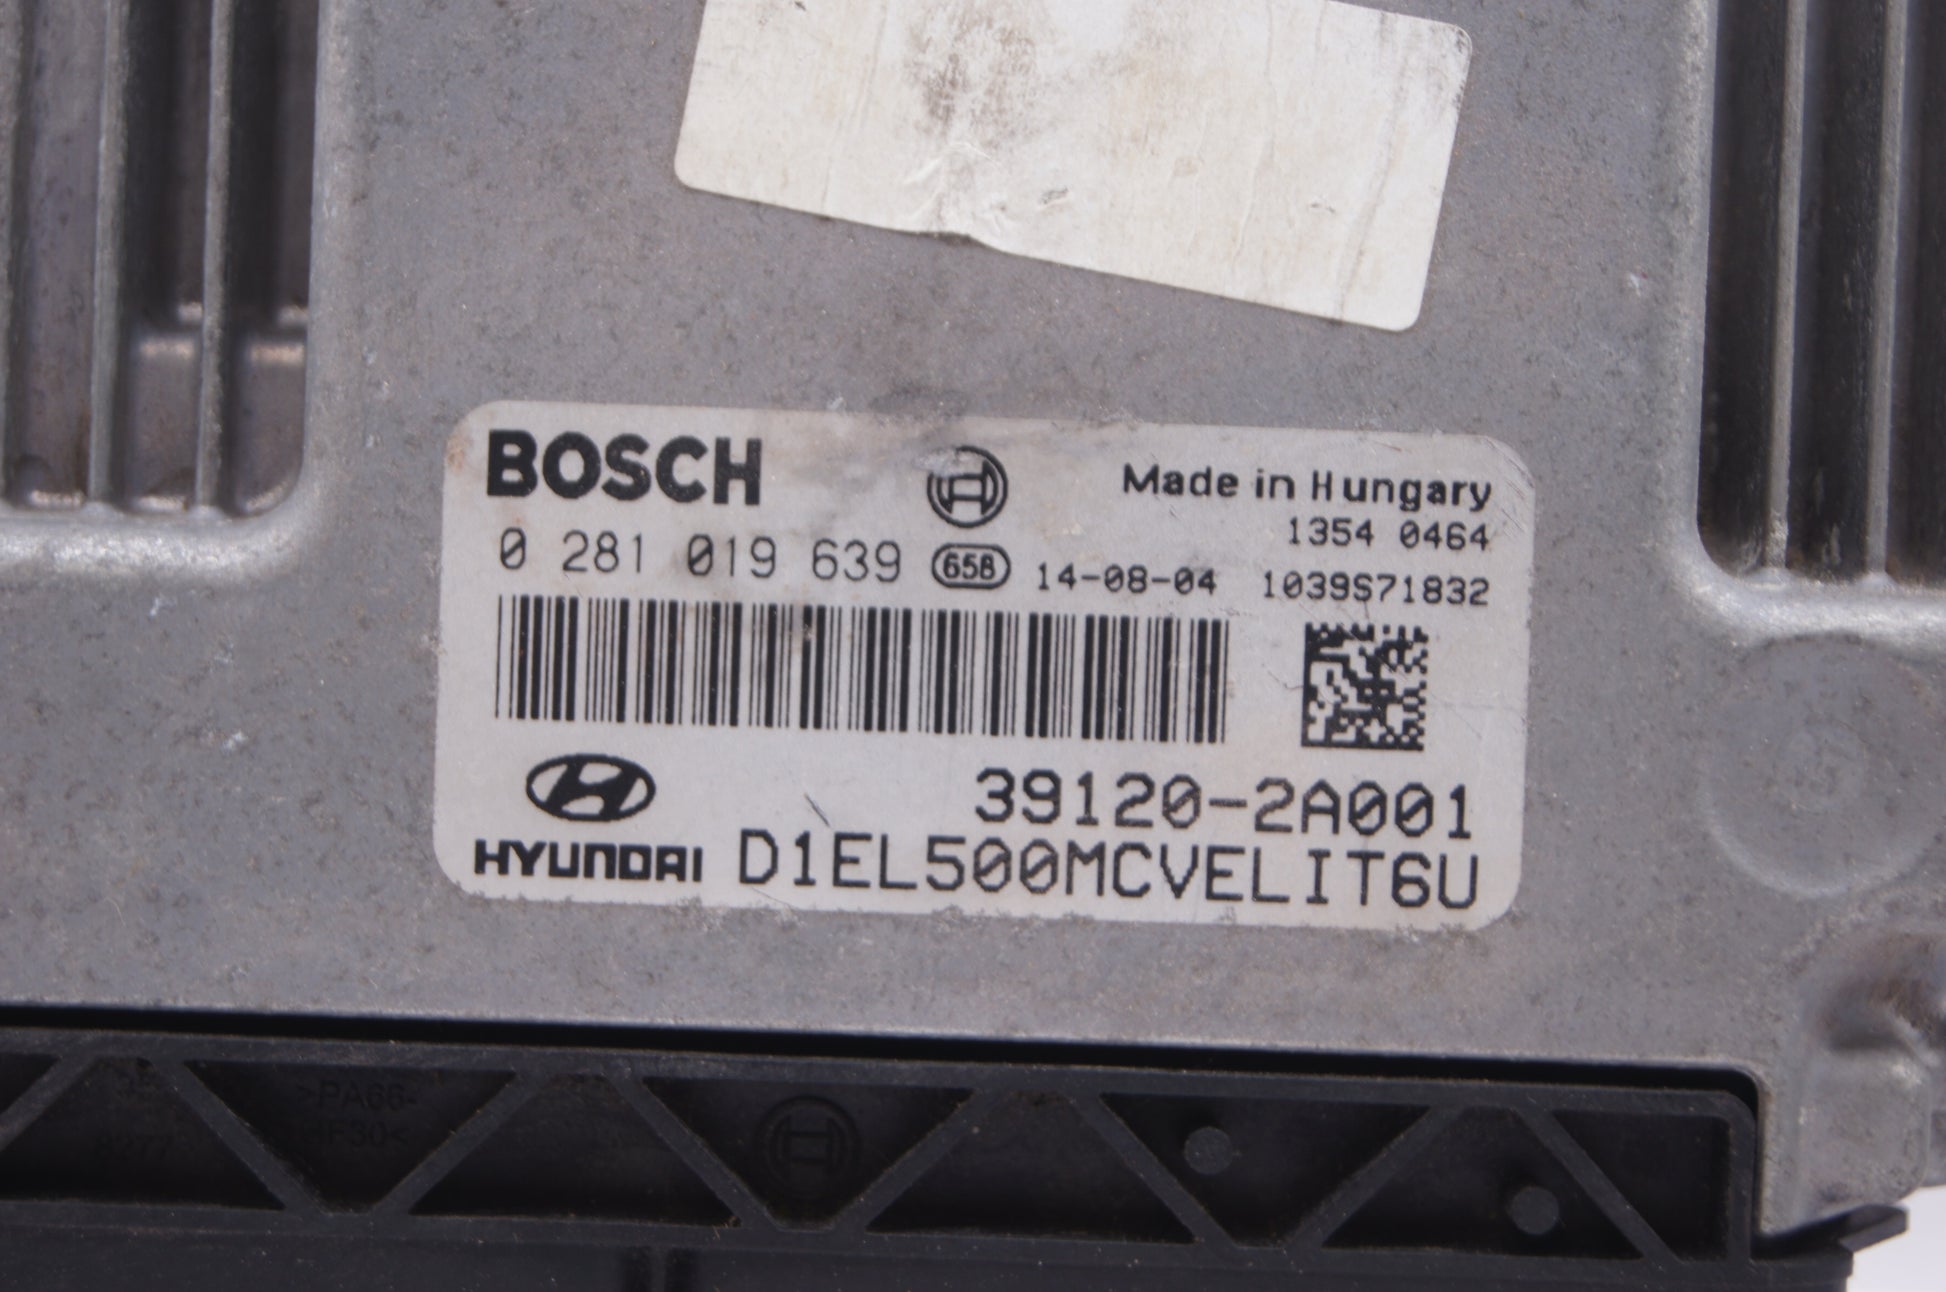 BOSCH
Made in Hungary
1354 0464
0 281 019 639 658 14-08-04 1039S71832
39120-2A001
HYUNDAI D1EL500MCVELIT6U
>PA66-